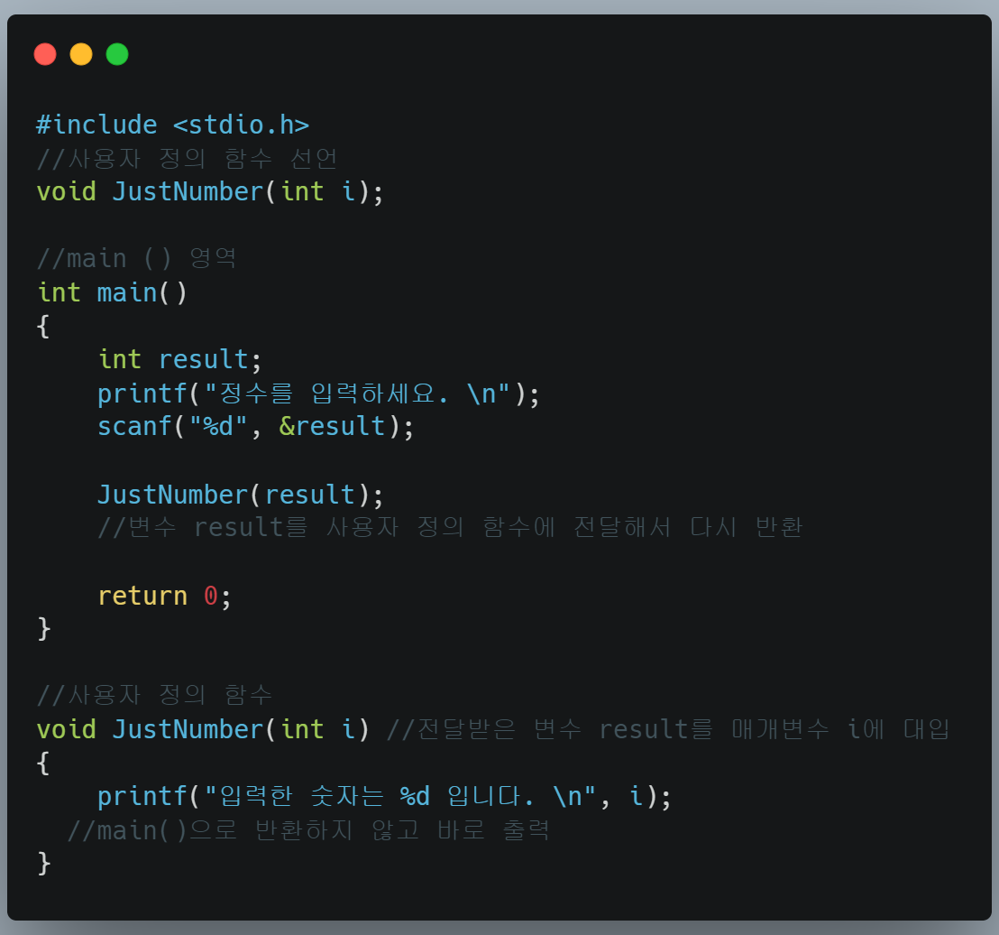 #include <stdio.h>
//사용자 정의 함수 선언
void JustNumber(int i);
//main () 영역
int main()
{
int result;
printf("정수를 입력하세요. \n");
scanf("%d", &result);
JustNumber(result);
//변수 result를 사용자 정의 함수에 전달해서 다시 반환
return 0;
}
//사용자 정의 함수
void JustNumber(int i) //전달받은 변수 result를 매개변수 i에 대입
{
printf("입력한 숫자는 %d 입니다. \n", i);
//main()으로 반환하지 않고 바로 출력
}